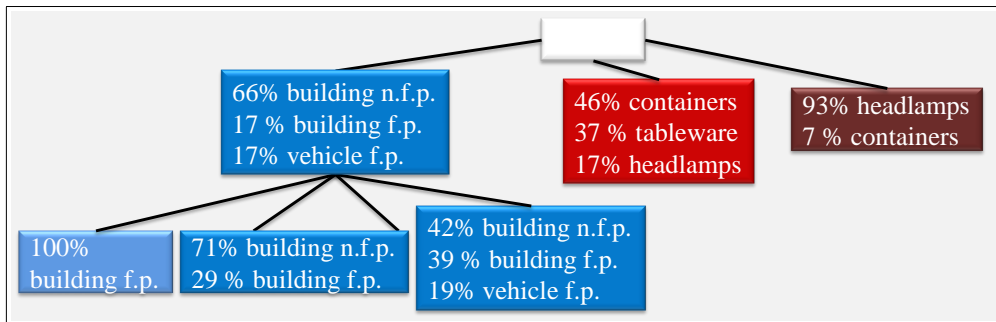 66% building n.f.p.
17 % building f.p.
17% vehicle f.p.
46% containers
37 % tableware
17% headlamps
93% headlamps
7 % containers
100%
building f.p.
71% building n.f.p.
29 % building f.p.
42% building n.f.p.
39 % building f.p.
19% vehicle f.p.